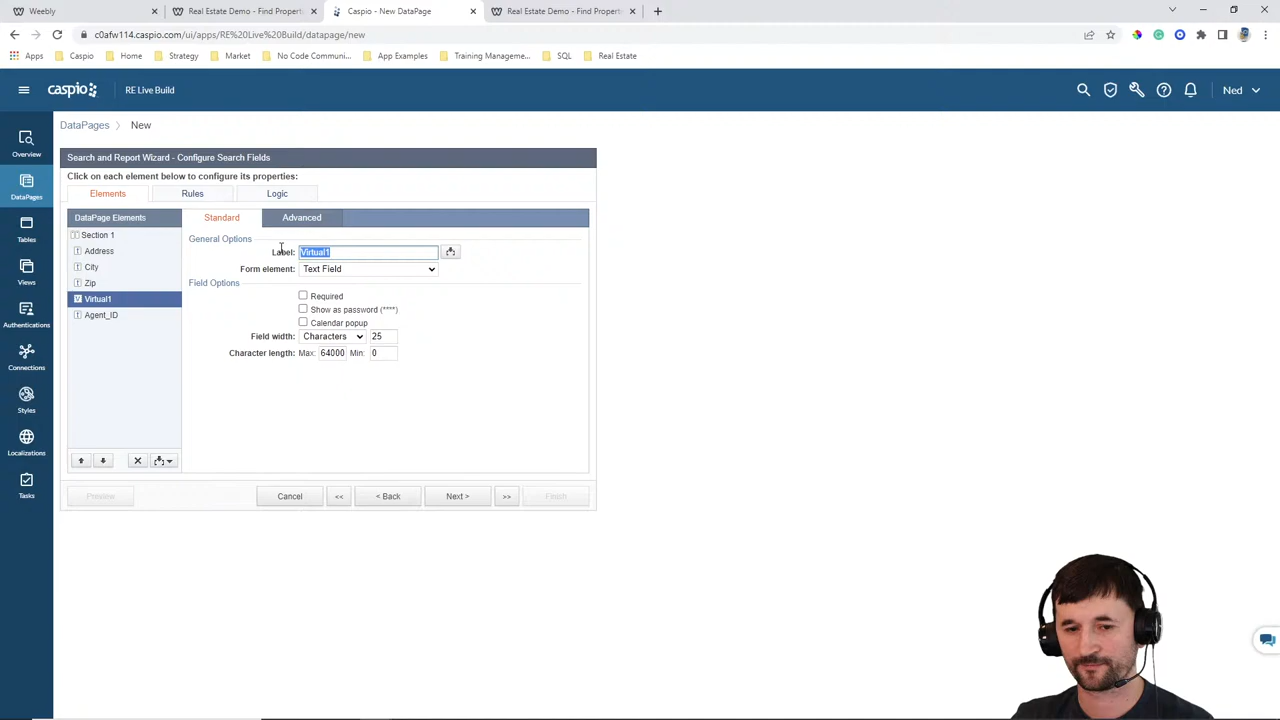 Weebly
Real Estate Demo - Find Propert
Caspio - New DataPage
Real Estate Demo - Find Propert
c0afw114.caspio.com/ui/apps/RE%20Live%20Build/datapage/new
Apps
Caspio
Home
Strategy
Market
No Code Communi...
App Examples
Training Manageme...
SQL
Real Estate
caspio
RE Live Build
Ned
DataPages
New
Overview
DataPages
Tables
Views
Authentications
Connections
Styles
Localizations
Tasks
Search and Report Wizard - Configure Search Fields
Click on each element below to configure its properties:
Elements
Rules
Logic
DataPage Elements
Standard
Advanced
Section 1
Address
City
Zip
Virtual1
Agent_ID
General Options
Label: Virtual1
Form element: Text Field
Field Options
Required
Show as password (****)
Calendar popup
Field width: Characters 25
Character length: Max: 64000 Min: 0
Preview
Cancel
<<
< Back
Next >
>>
Finish